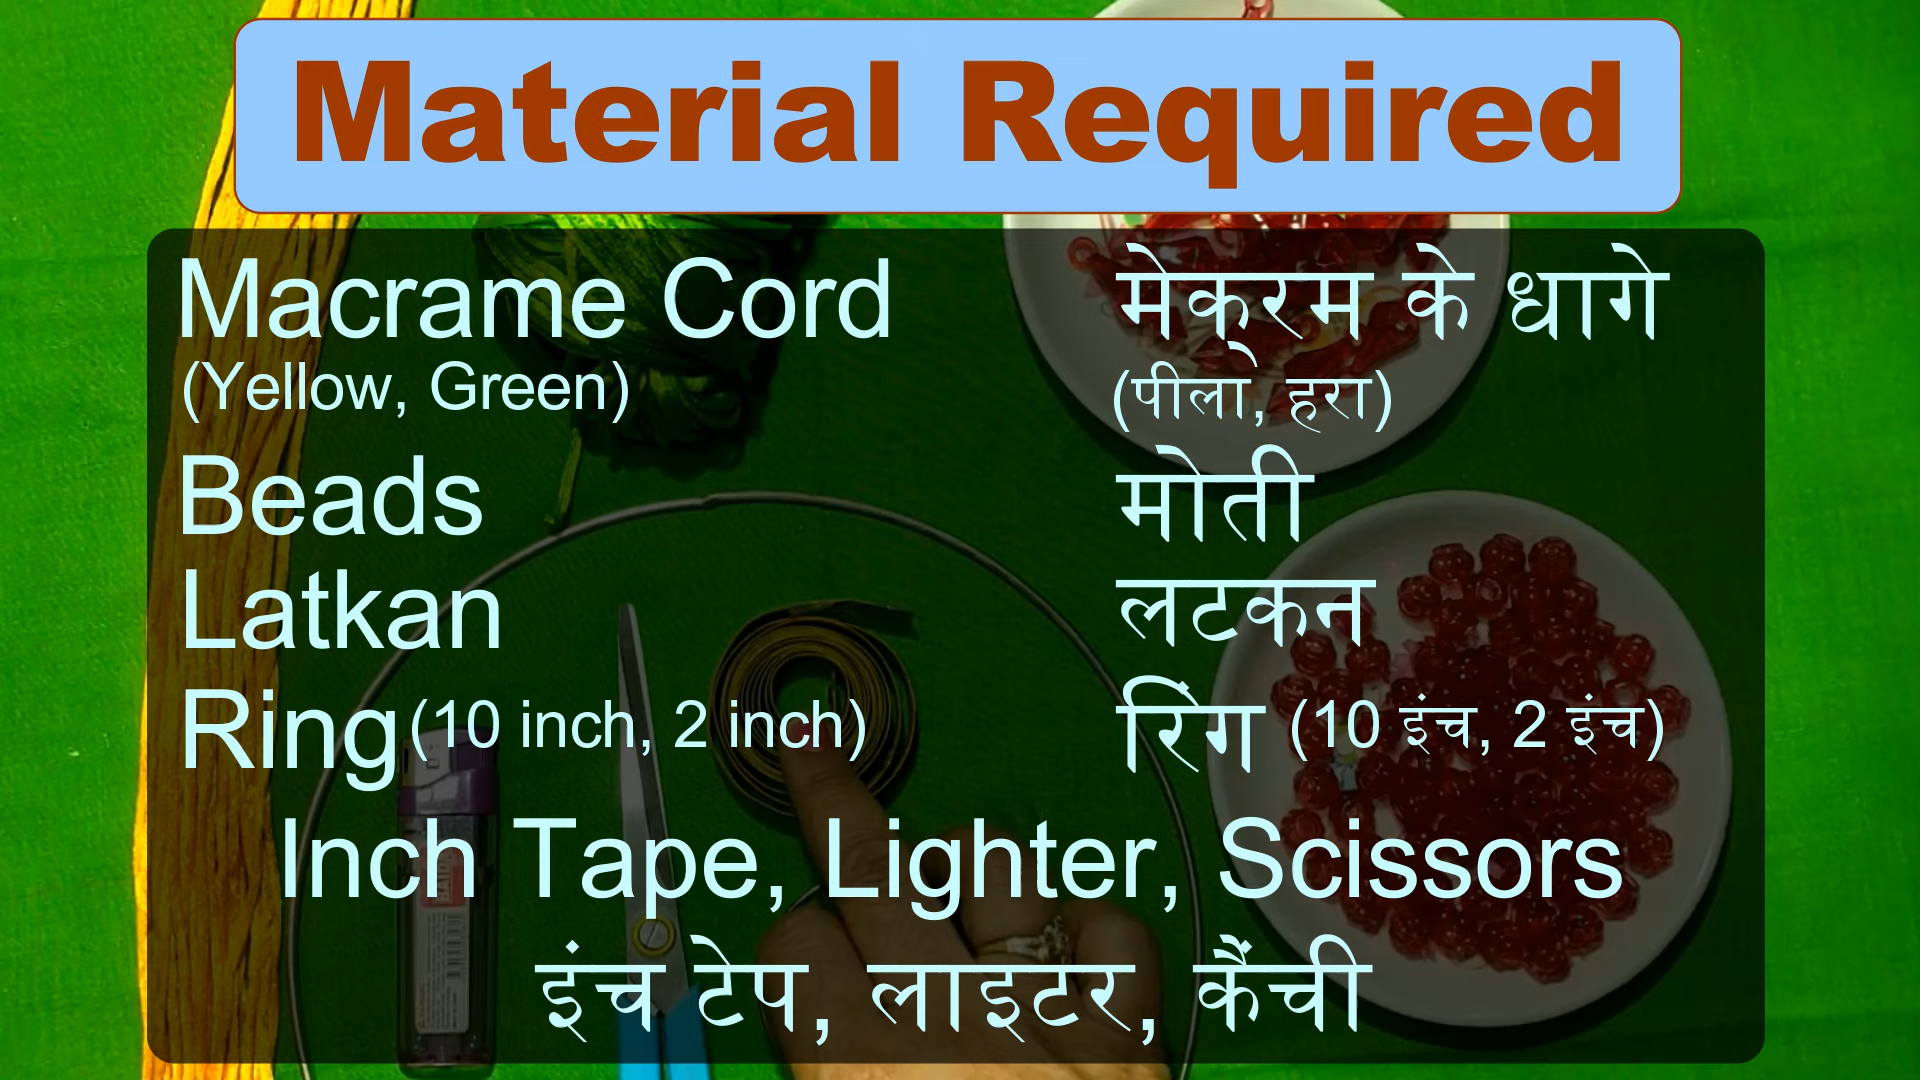 Material Required
Macrame Cord मेकरम के धागे
(Yellow, Green) (पीला, हरा)
Beads मोती
Latkan लटकन
Ring (10 inch, 2 inch) रिंग (10 इंच, 2 इंच)
Inch Tape, Lighter, Scissors
इंच टेप, लाइटर, कैंची